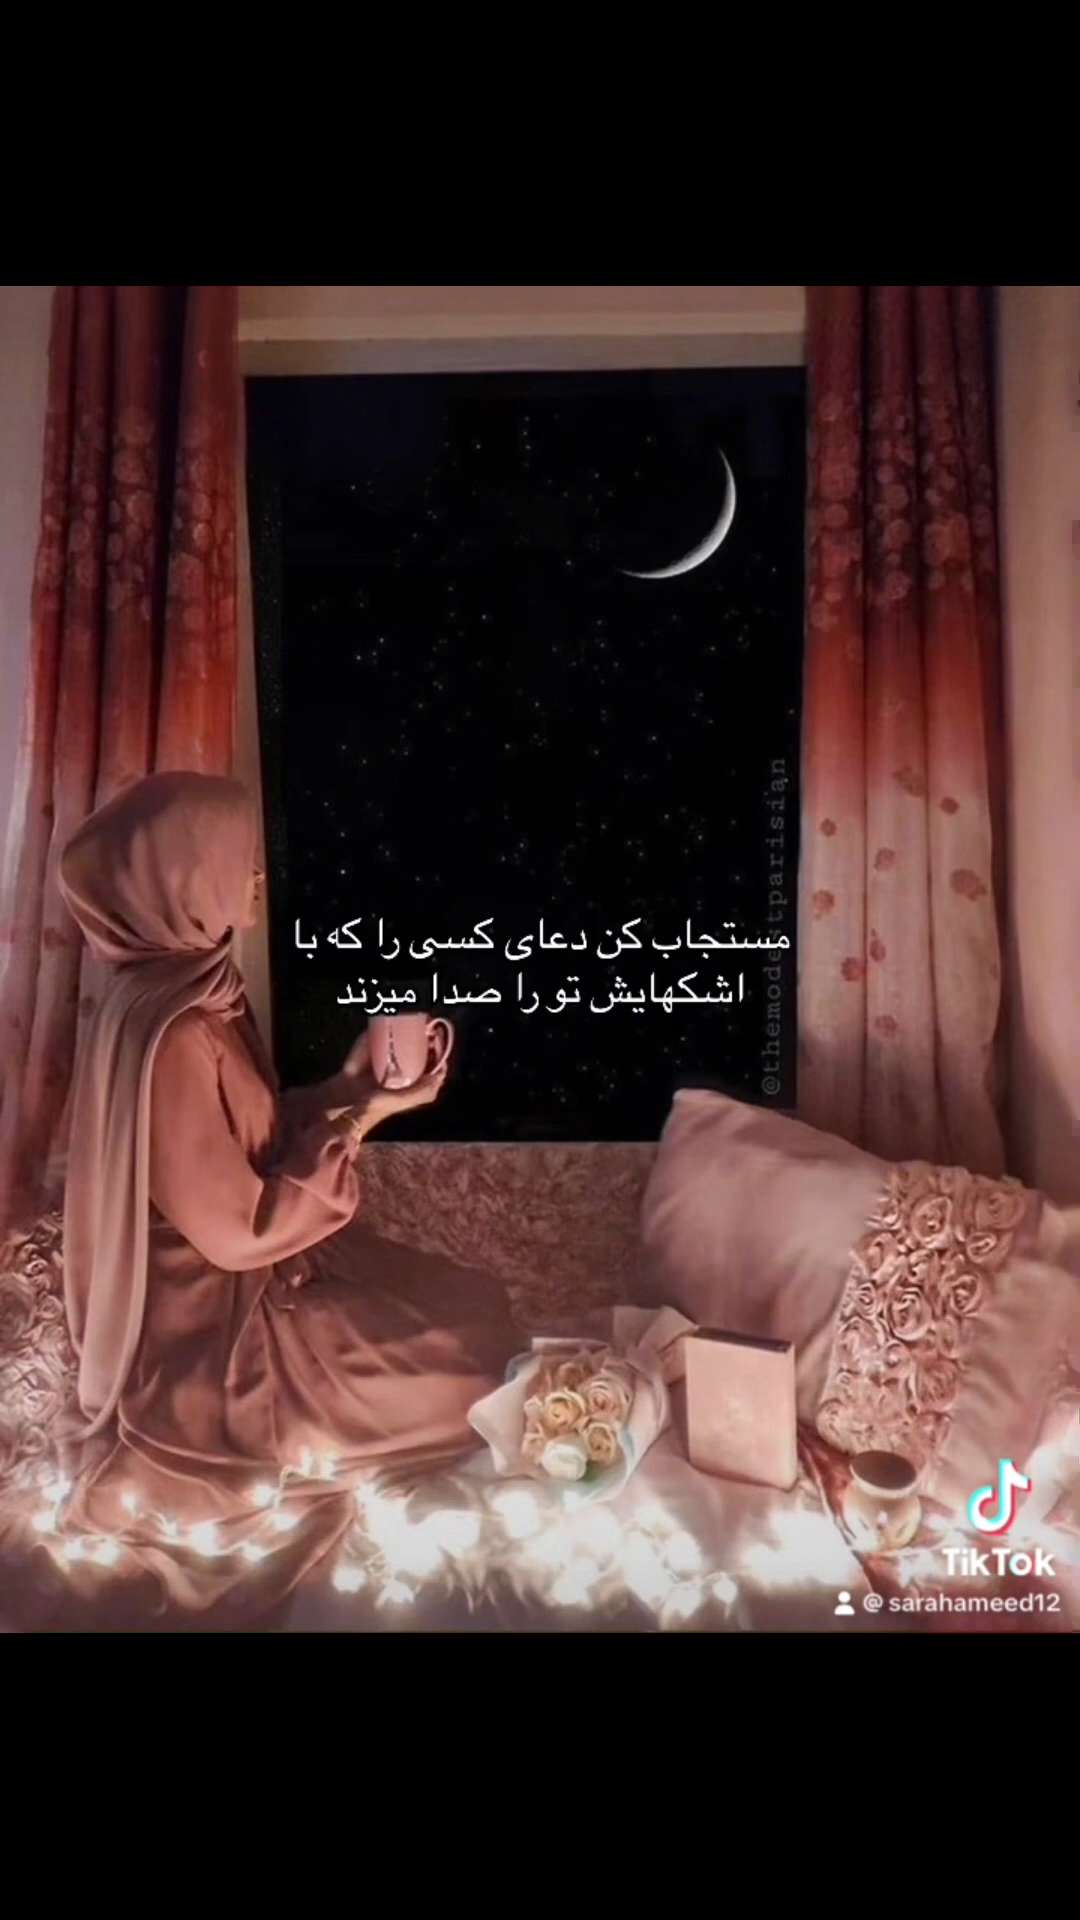 مستجاب کن دعای کسی را که با
اشکهایش تو را صدا میزند
@themodestparisian
TikTok
@sarahameed12